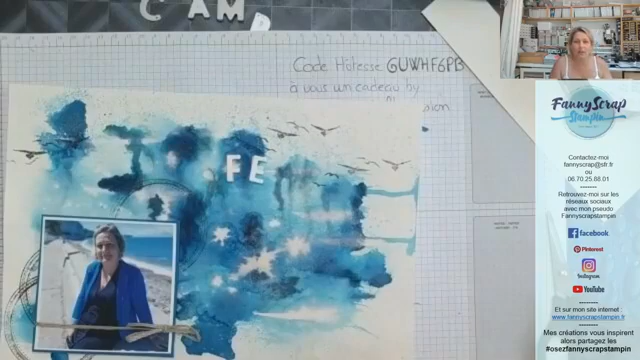 C AM
Code Hôtesse GUWHF6PB
à vous un cadeau by
FE
FannyScrap
Stampin
Contactez-moi
fannyscrap@sfr.fr
ou
06.70.25.68.01
--------
Retrouvez-moi sur les
réseaux sociaux
avec mon pseudo
Fannyscrapstampin
facebook
Pinterest
Instagram
YouTube
--------
Et sur mon site internet :
www.fannyscrapstampin.fr
--------
Mes créations vous inspirent
alors partagez les
#osezfannyscrapstampin